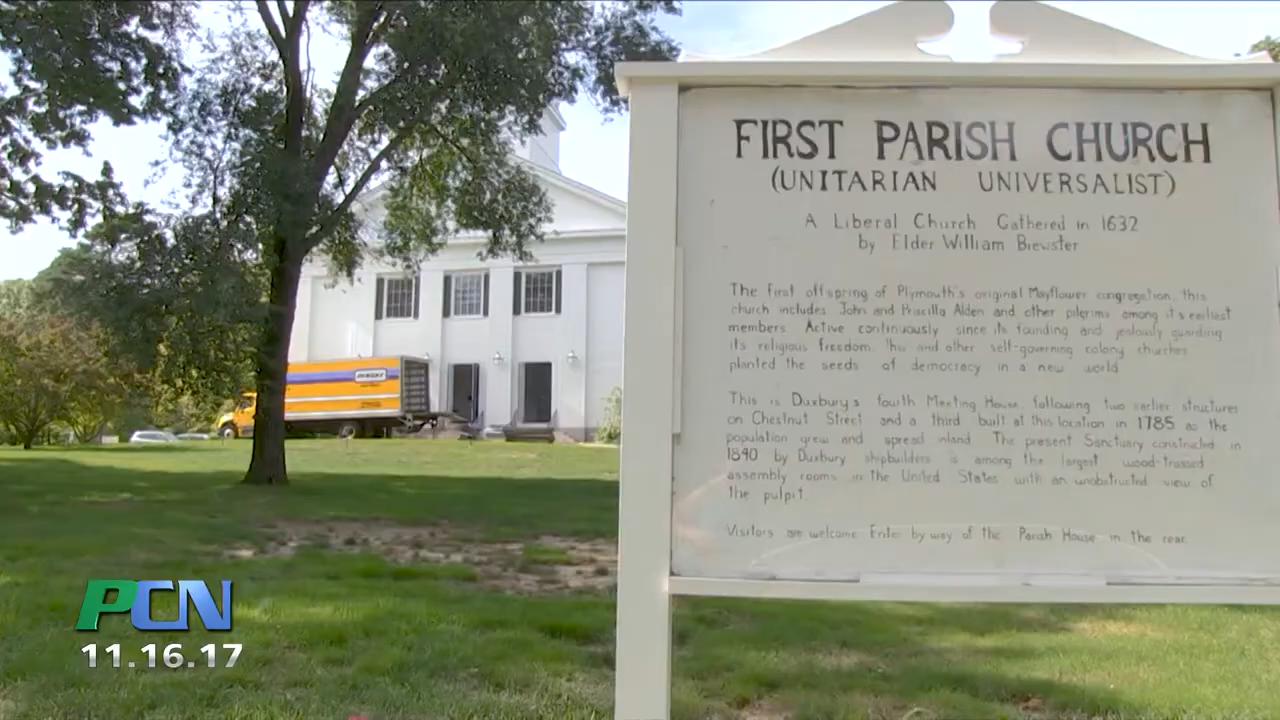 FIRST PARISH CHURCH
(UNITARIAN UNIVERSALIST)
A Liberal Church Gathered in 1632
by Elder William Brewster
The first offspring of Plymouth's original Mayflower congregation, this
church includes John and Priscilla Alden and other pilgrims among its earliest
members. Active continuously since its founding and jealously guarding
its religious freedom, this and other self-governing colony churches
planted the seeds of democracy in a new world
This is Duxbury's fourth Meeting House, following two earlier structures
on Chestnut Street and a third built at this location in 1785 as the
population grew and spread inland. The present Sanctuary constructed in
1840 by Duxbury shipbuilders is among the largest wood-trussed
assembly rooms in the United States with an unobstructed view of
the pulpit.
Visitors are welcome Enter by way of the Parish House in the rear
PENSKE
PCN
11.16.17